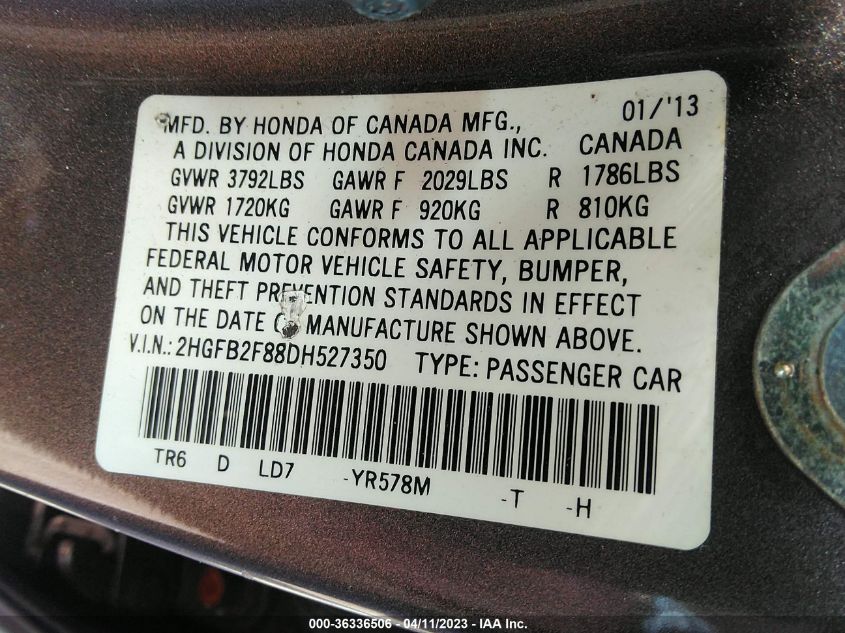 MFD. BY HONDA OF CANADA MFG., 01/'13
A DIVISION OF HONDA CANADA INC. CANADA
GVWR 3792LBS GAWR F 2029LBS R 1786LBS
GVWR 1720KG GAWR F 920KG R 810KG
THIS VEHICLE CONFORMS TO ALL APPLICABLE
FEDERAL MOTOR VEHICLE SAFETY, BUMPER,
AND THEFT PREVENTION STANDARDS IN EFFECT
ON THE DATE OF MANUFACTURE SHOWN ABOVE.
V.I.N.: 2HGFB2F88DH527350 TYPE: PASSENGER CAR
TR6 D LD7 -YR578M -T -H
000-36336506 - 04/11/2023 - IAA Inc.